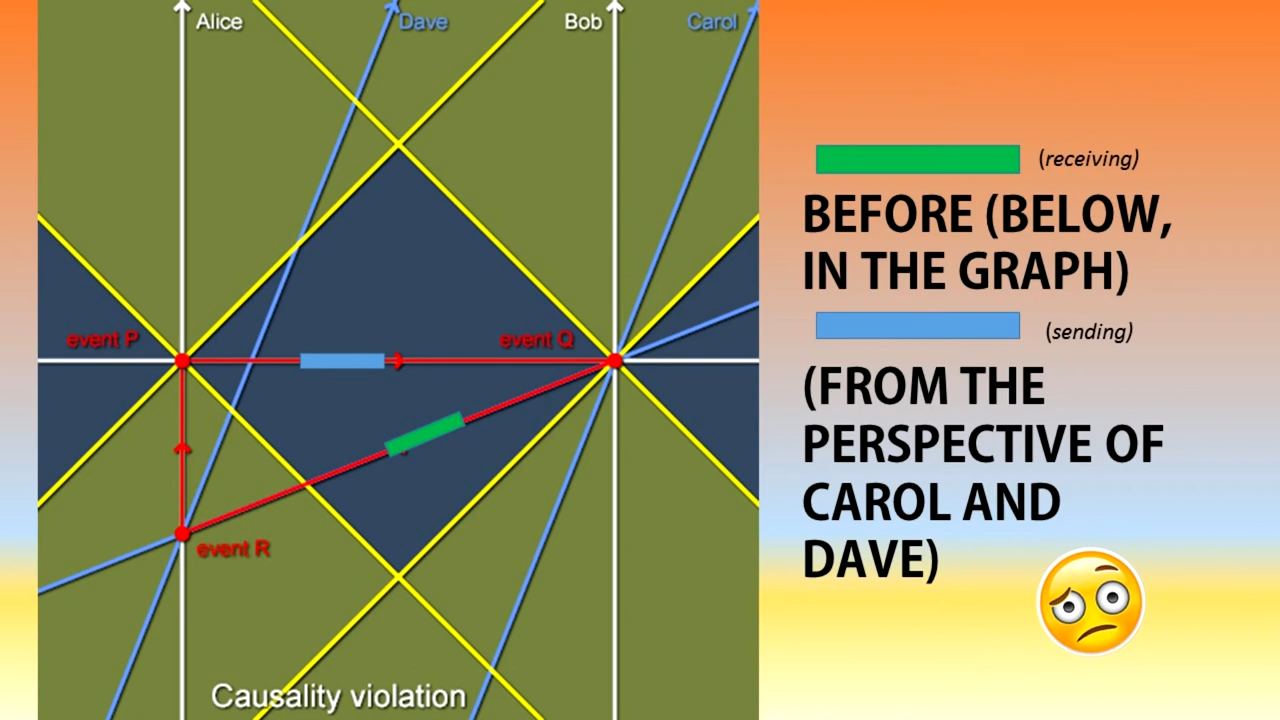 Alice
Dave
Bob
Carol
event P
event Q
event R
Causality violation
(receiving)
BEFORE (BELOW,
IN THE GRAPH)
(sending)
(FROM THE
PERSPECTIVE OF
CAROL AND
DAVE)